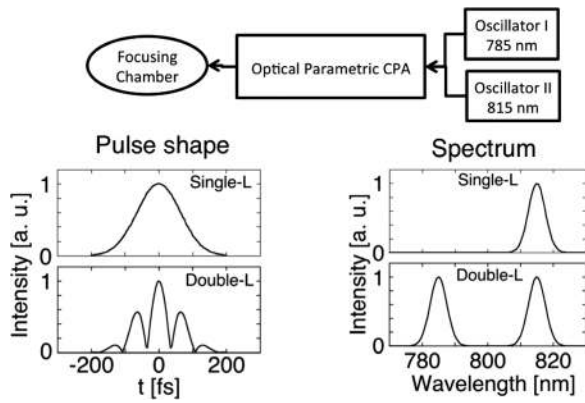 Focusing
Chamber
Optical Parametric CPA
Oscillator I
785 nm
Oscillator II
815 nm
Pulse shape
Intensity [a. u.]
1
Single-L
0
1
Double-L
0
-200
0
200
t [fs]
Spectrum
Intensity [a. u.]
1
Single-L
0
1
Double-L
0
780
800
820
Wavelength [nm]